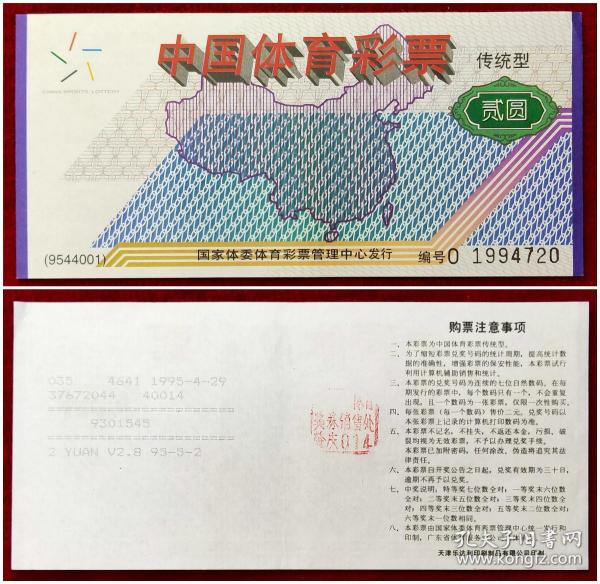 中国体育彩票
传统型
CHINA SPORTS LOTTERY
贰圆
(9544001)
国家体委体育彩票管理中心发行
编号O 1994720
购票注意事项
一、本彩票为中国体育彩票传统型。
二、为了缩短彩票兑奖号码的统计周期，提高统计数
据的准确性，增强彩票的保安性能，本彩票试行
利用计算机辅助销售和统计。
三、本彩票的兑奖号码为连续的七位自然数码。在每
期发行的彩票中，每个数码只有一个，不会重复
出现。且一个数码为一张彩票。仅限一次性购买。
四、每张彩票（每一个数码）售价二元。兑奖号码以
本张彩票上记录的计算机打印数码为准。
五、本彩票不记名，不挂失，不返还本金，污损，破
裂均视为无效彩票，不予以办理兑奖手续。
本彩票已加附密码，任何涂改，伪造将追究其法
律责任。
六、本彩票自开奖公告之日起，兑奖有效期为三十日，
逾期不再予以兑奖。
七、中奖说明，特等奖七位数全对；一等奖末六位数
全对；二等奖末五位数全对；三等奖末四位数全
对；四等奖末三位数全对；五等奖末二位数全对；
六等奖末一位数相同。
八、本彩票由国家体委体育彩票管理中心统一发行和
印制，广东省体
天津乐达利印刷制品有限公司印制
035 4641 1995-4-29
37672044 40014
9301545
2 YUAN V2.8 95-5-2
销售处
014
孔夫子旧书网